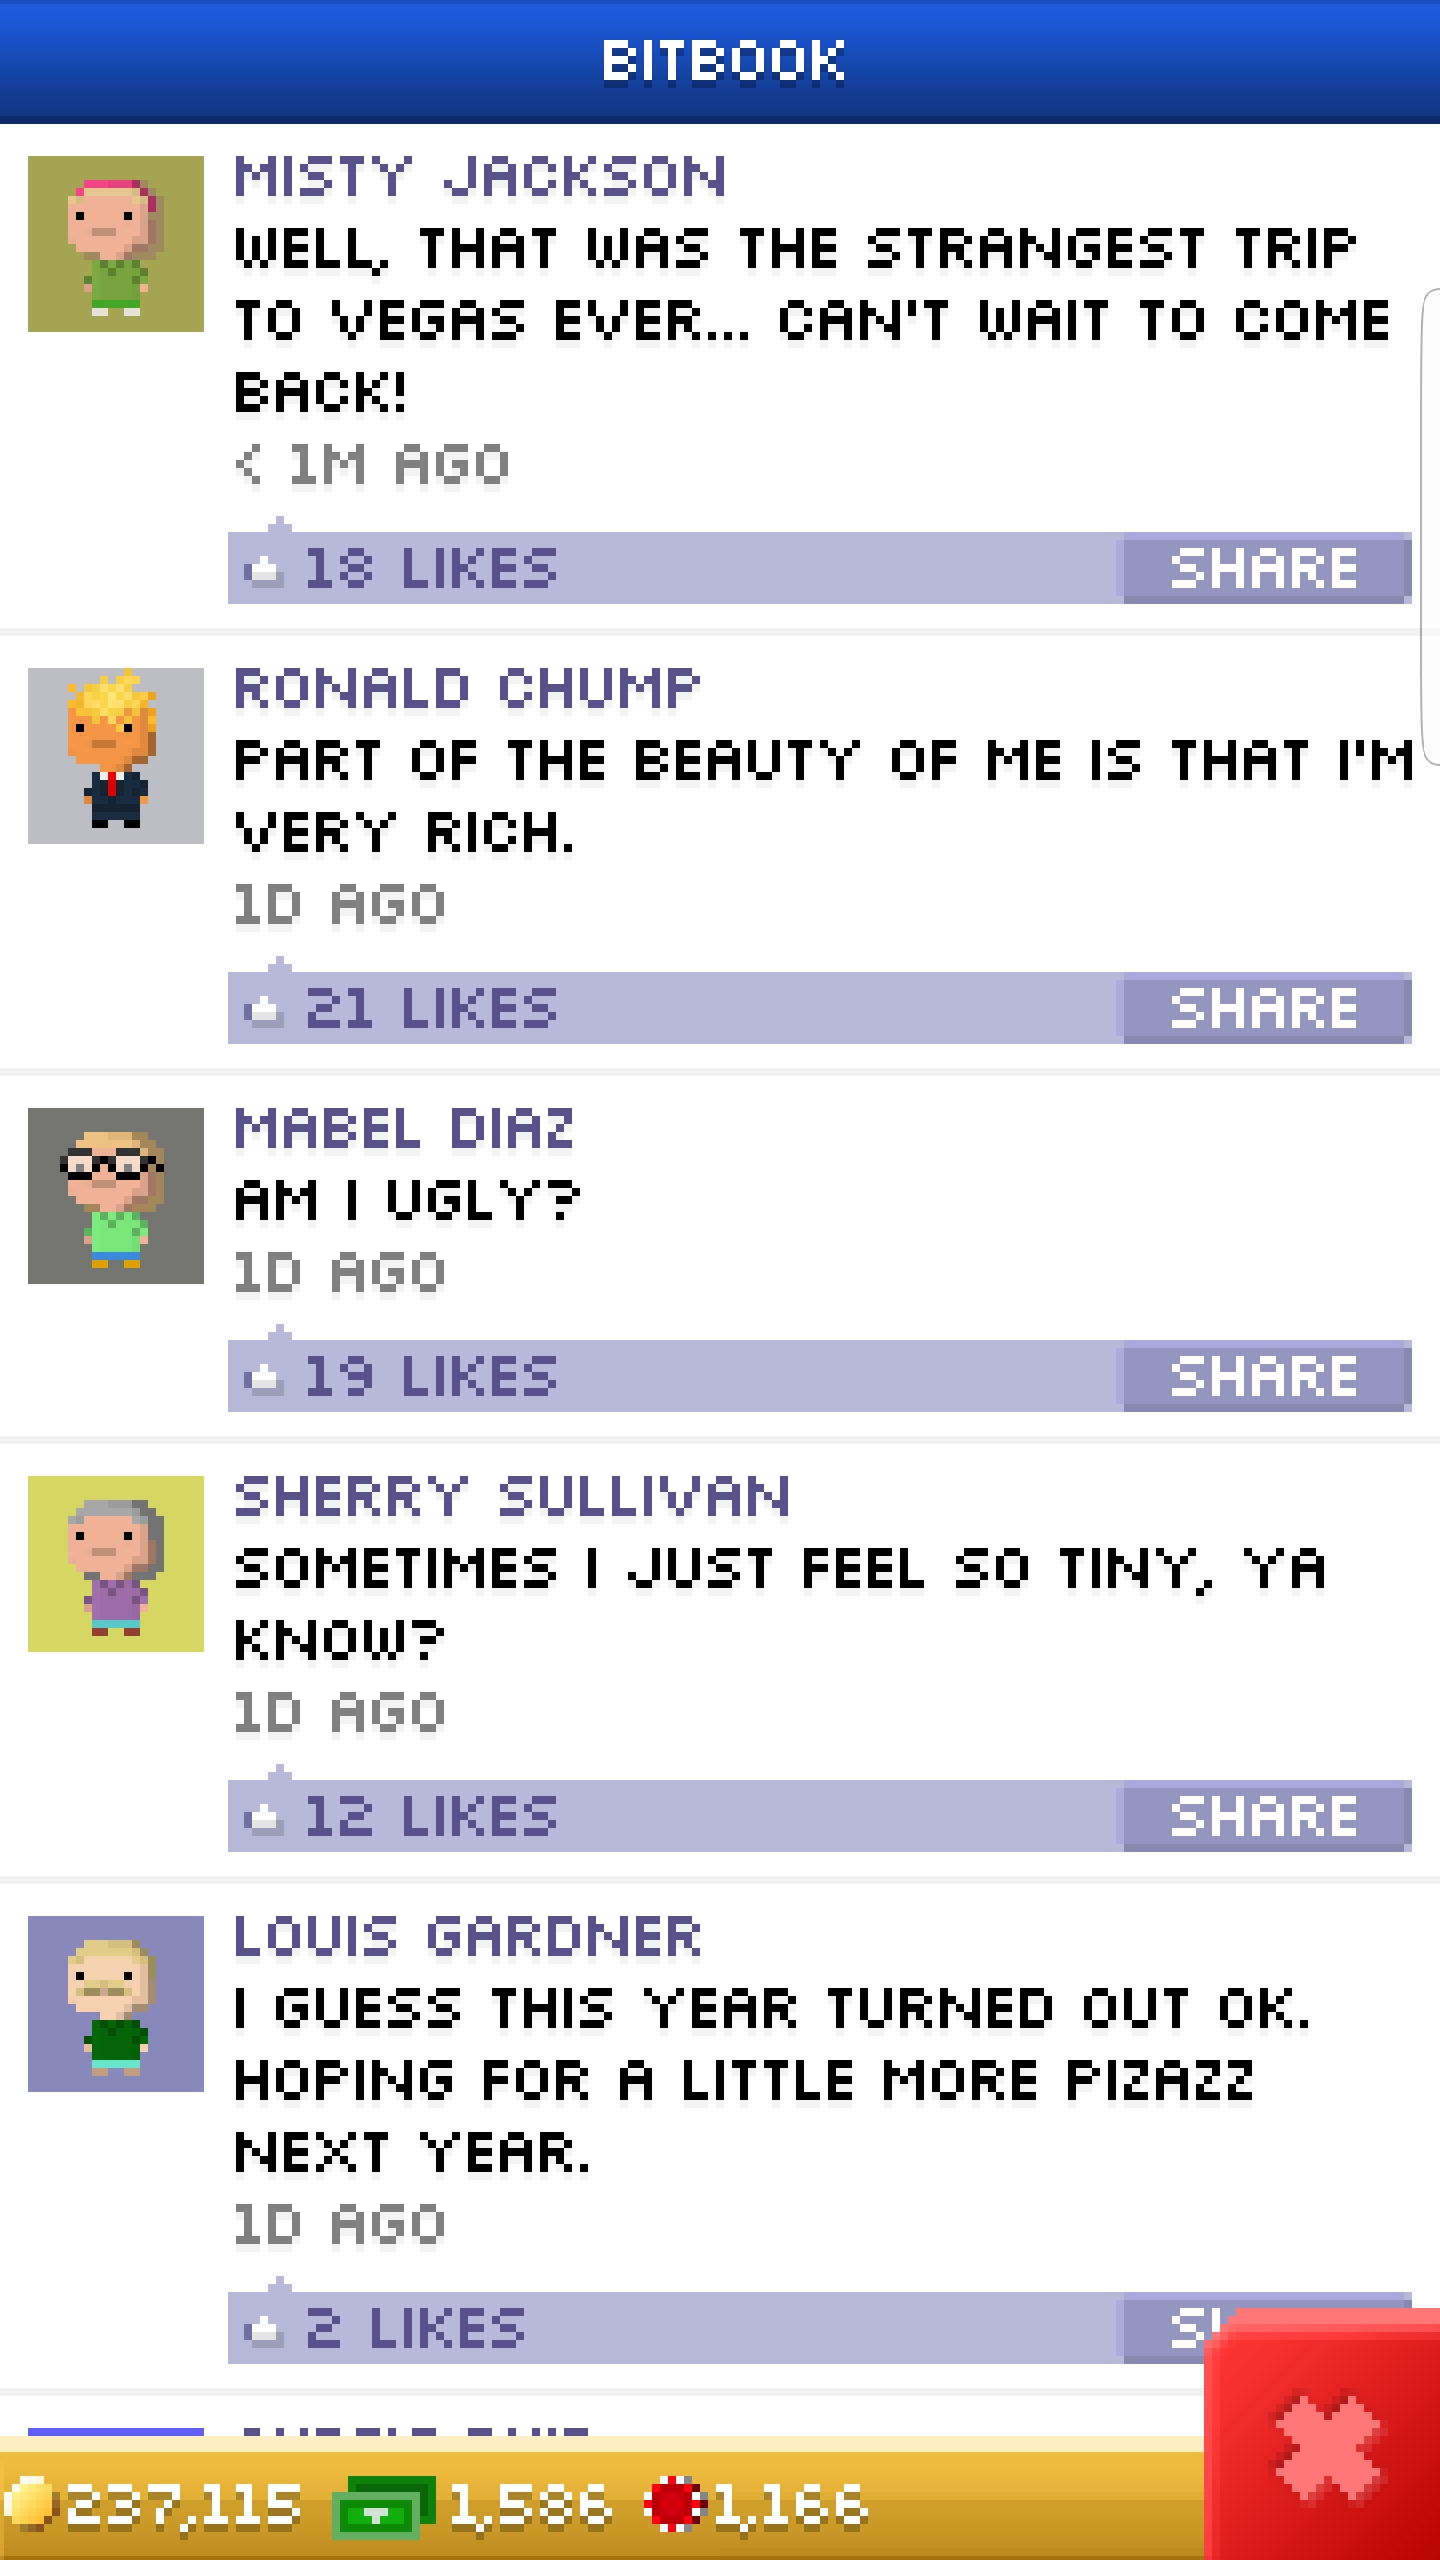 BITBOOK
MISTY JACKSON
WELL, THAT WAS THE STRANGEST TRIP
TO VEGAS EVER... CAN'T WAIT TO COME
BACK!
< 1M AGO
18 LIKES SHARE
RONALD CHUMP
PART OF THE BEAUTY OF ME IS THAT I'M
VERY RICH.
1D AGO
21 LIKES SHARE
MABEL DIAZ
AM I UGLY?
1D AGO
19 LIKES SHARE
SHERRY SULLIVAN
SOMETIMES I JUST FEEL SO TINY, YA
KNOW?
1D AGO
12 LIKES SHARE
LOUIS GARDNER
I GUESS THIS YEAR TURNED OUT OK.
HOPING FOR A LITTLE MORE PIZAZZ
NEXT YEAR.
1D AGO
2 LIKES
237,115 1,586 1,166